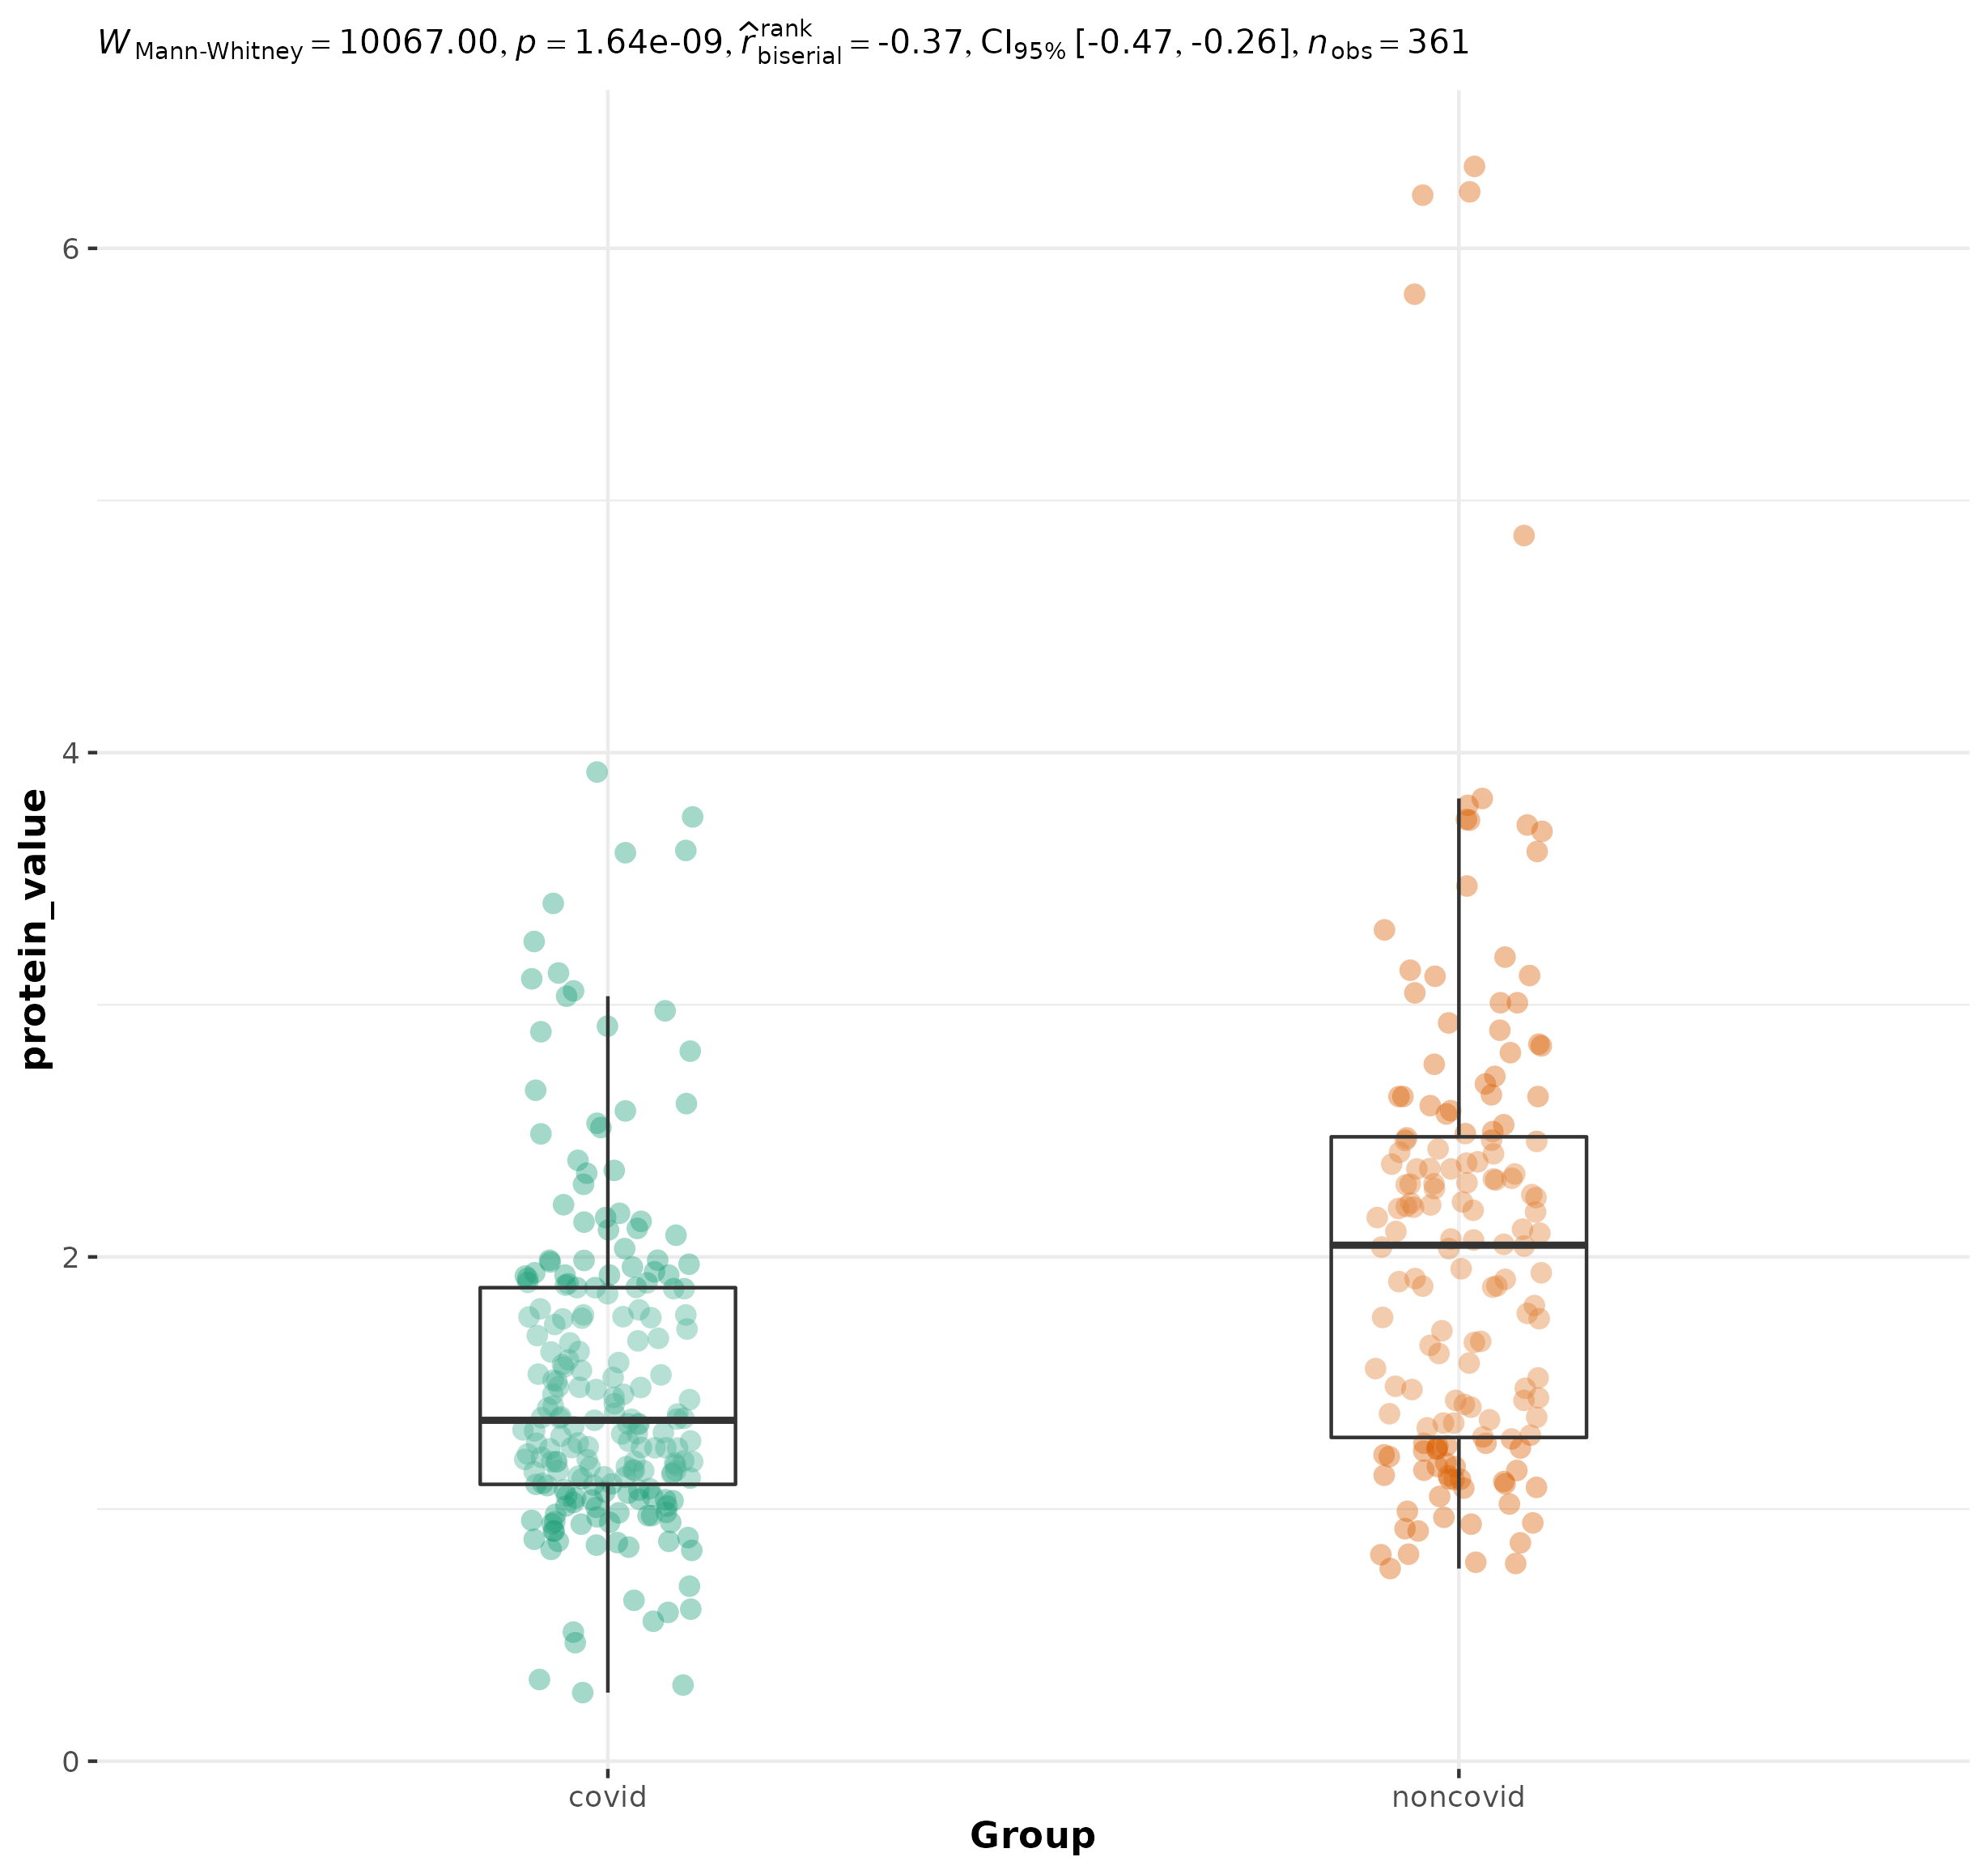 W Mann-Whitney = 10067.00, p = 1.64e-09, r̂ rank biserial = -0.37, CI95% [-0.47, -0.26], nobs = 361
6
4
2
0
protein_value
covid noncovid
Group